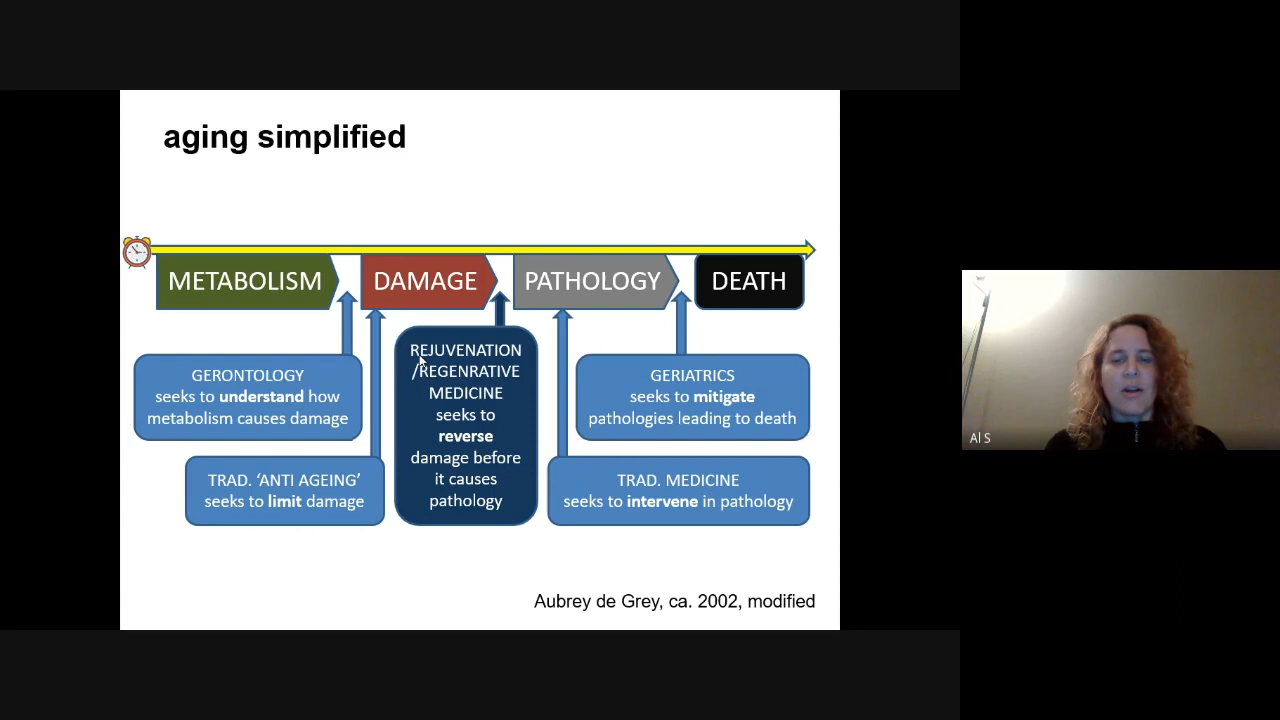 aging simplified
METABOLISM
DAMAGE
PATHOLOGY
DEATH
GERONTOLOGY
seeks to understand how
metabolism causes damage
TRAD. ‘ANTI AGEING’
seeks to limit damage
REJUVENATION
/REGENRATIVE
MEDICINE
seeks to
reverse
damage before
it causes
pathology
GERIATRICS
seeks to mitigate
pathologies leading to death
TRAD. MEDICINE
seeks to intervene in pathology
Aubrey de Grey, ca. 2002, modified
Al S